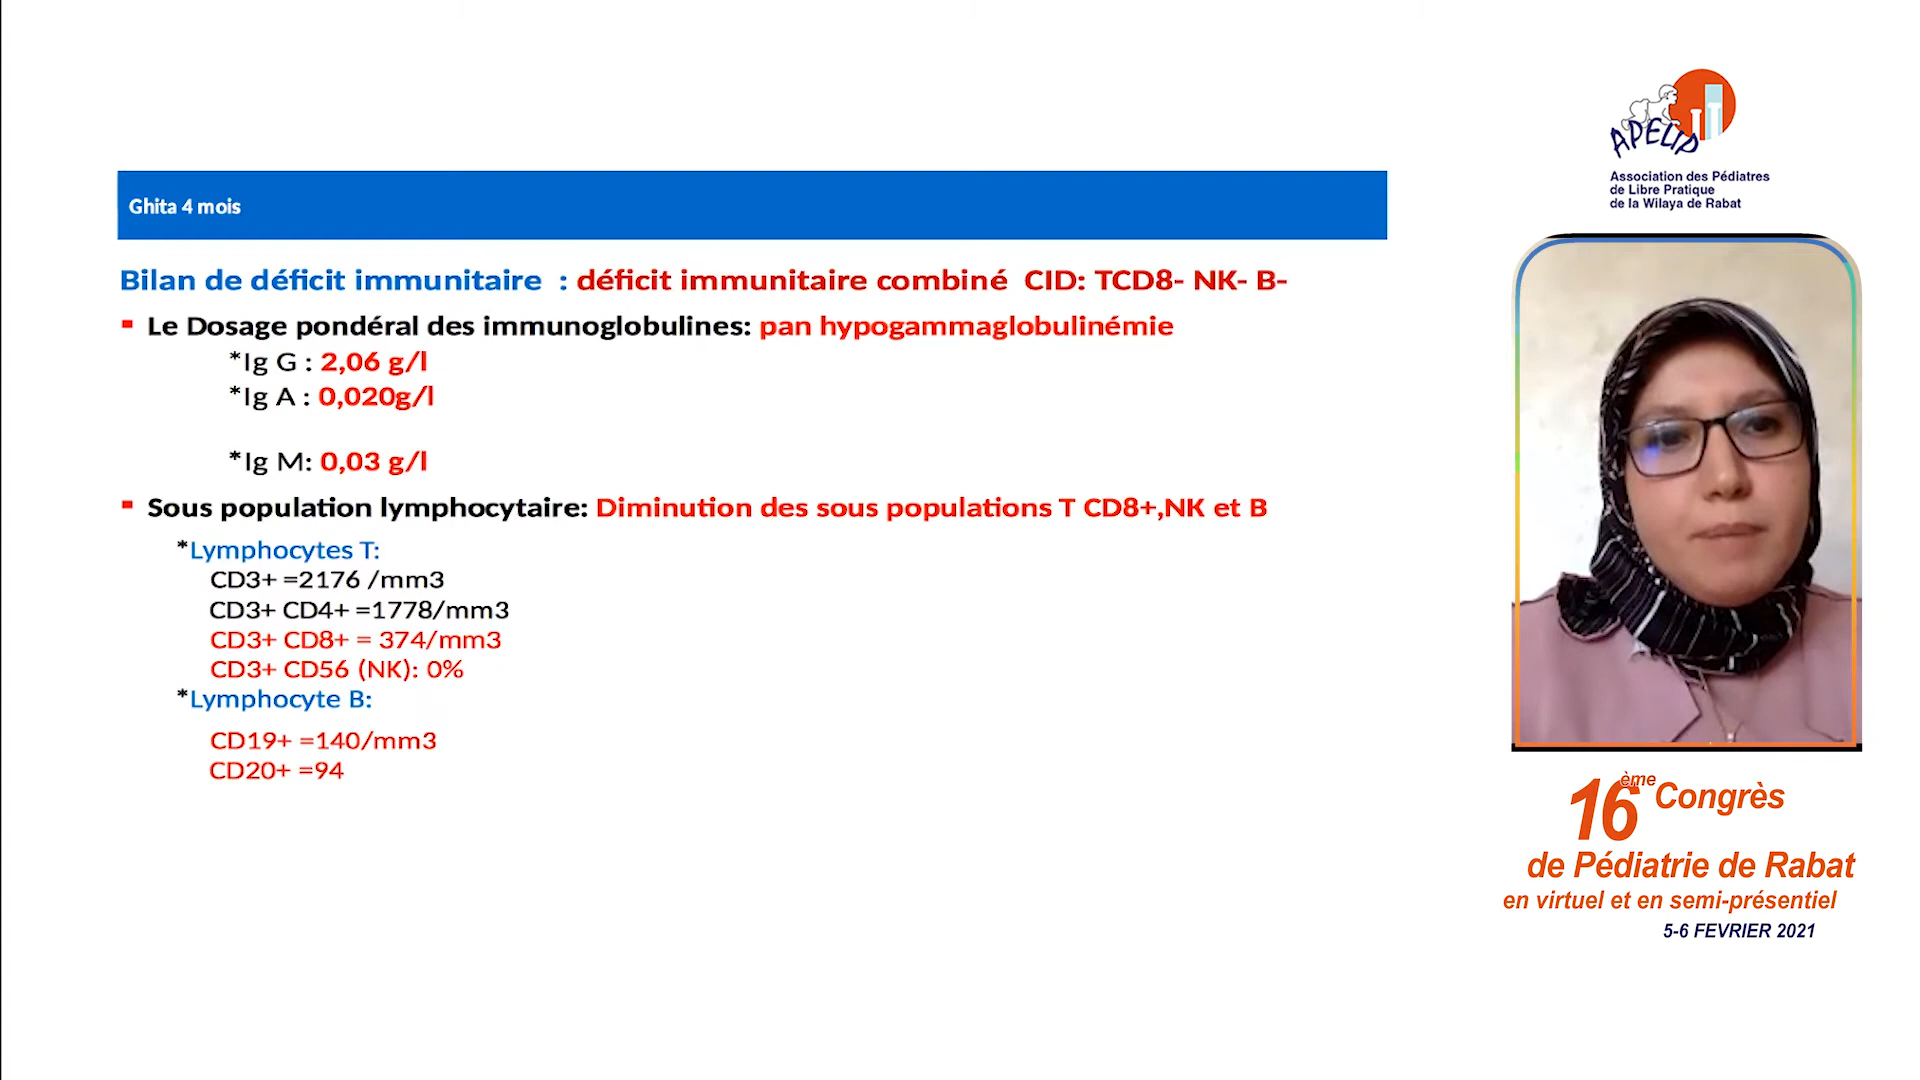 Ghita 4 mois
Bilan de déficit immunitaire : déficit immunitaire combiné CID: TCD8- NK- B-
Le Dosage pondéral des immunoglobulines: pan hypogammaglobulinémie
*Ig G : 2,06 g/l
*Ig A : 0,020g/l
*Ig M: 0,03 g/l
Sous population lymphocytaire: Diminution des sous populations T CD8+,NK et B
*Lymphocytes T:
CD3+ =2176 /mm3
CD3+ CD4+ =1778/mm3
CD3+ CD8+ = 374/mm3
CD3+ CD56 (NK): 0%
*Lymphocyte B:
CD19+ =140/mm3
CD20+ =94
APELIP
Association des Pédiatres
de Libre Pratique
de la Wilaya de Rabat
16ème Congrès
de Pédiatrie de Rabat
en virtuel et en semi-présentiel
5-6 FEVRIER 2021